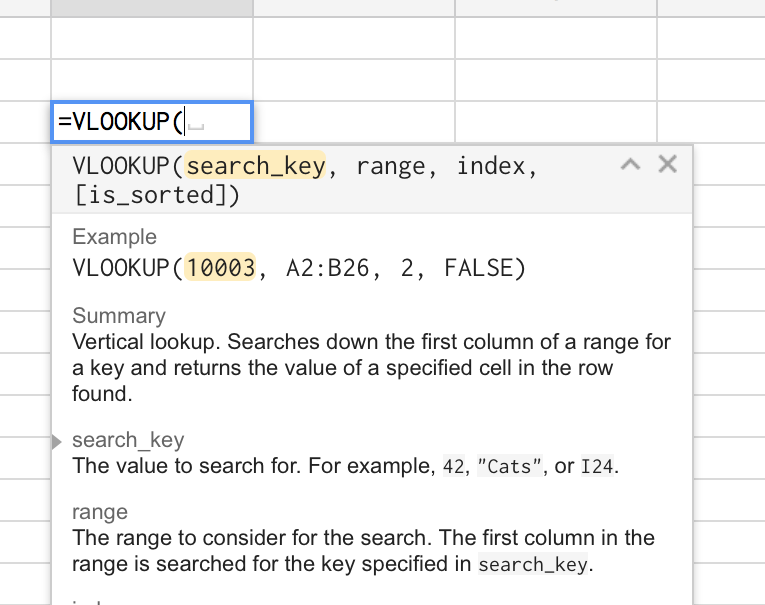 =VLOOKUP(
VLOOKUP(search_key, range, index,
[is_sorted])
Example
VLOOKUP(10003, A2:B26, 2, FALSE)
Summary
Vertical lookup. Searches down the first column of a range for
a key and returns the value of a specified cell in the row
found.
search_key
The value to search for. For example, 42, "Cats", or I24.
range
The range to consider for the search. The first column in the
range is searched for the key specified in search_key.